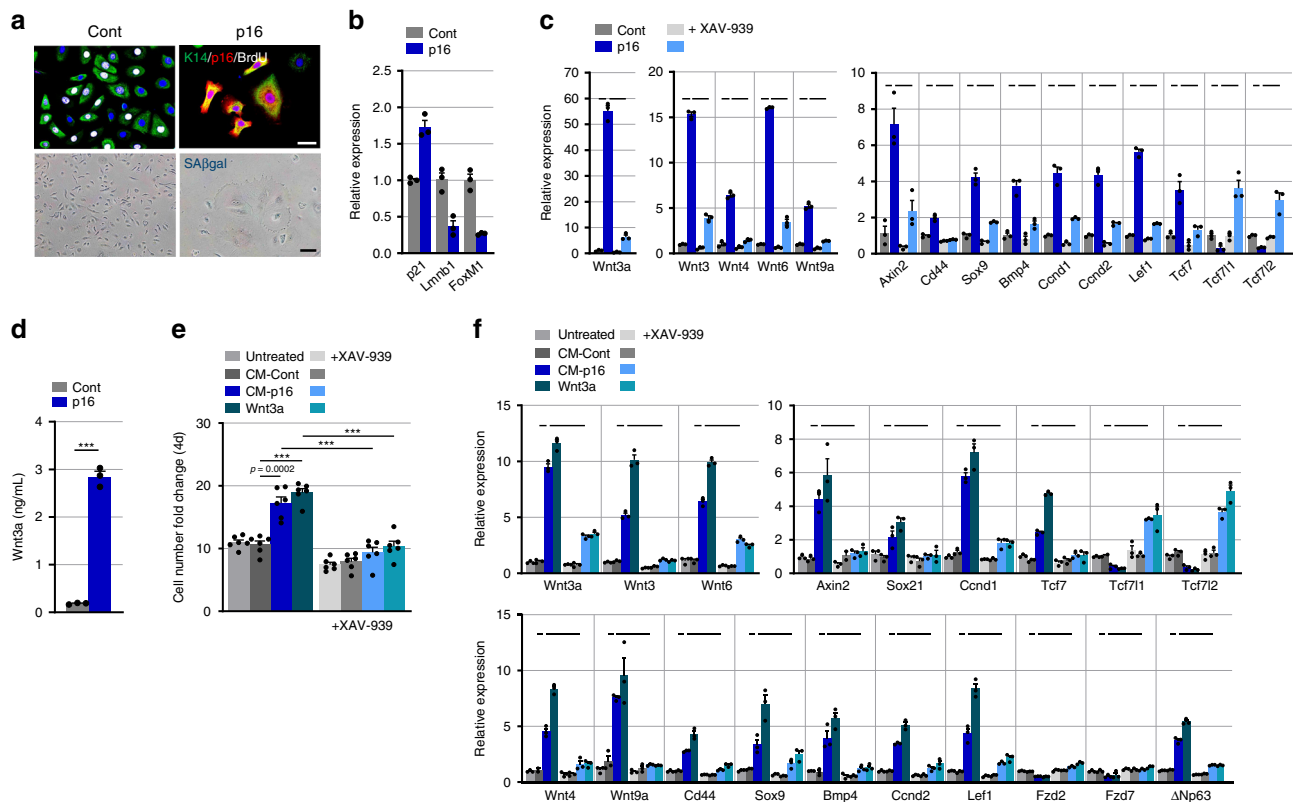 a
Cont
p16
K14/p16/BrdU
SAβgal
b
Cont
p16
Relative expression
2.5
2.0
1.5
1.0
0.5
0.0
p21
Lmnb1
FoxM1
c
Cont
+ XAV-939
p16
Relative expression
70
60
50
40
30
20
10
0
Wnt3a
20
15
10
5
0
Wnt3
Wnt4
Wnt6
Wnt9a
10
8
6
4
2
0
Axin2
Cd44
Sox9
Bmp4
Ccnd1
Ccnd2
Lef1
Tcf7
Tcf7l1
Tcf7l2
d
Cont
p16
Wnt3a (ng/mL)
4
3
2
1
0
***
e
Untreated
+XAV-939
CM-Cont
CM-p16
Wnt3a
Cell number fold change (4d)
30
20
10
0
***
***
***
p = 0.0002
+XAV-939
f
Untreated
+XAV-939
CM-Cont
CM-p16
Wnt3a
Relative expression
15
10
5
0
Wnt3a
Wnt3
Wnt6
10
8
6
4
2
0
Axin2
Sox21
Ccnd1
Tcf7
Tcf7l1
Tcf7l2
Relative expression
15
10
5
0
Wnt4
Wnt9a
Cd44
Sox9
Bmp4
Ccnd2
Lef1
Fzd2
Fzd7
ΔNp63